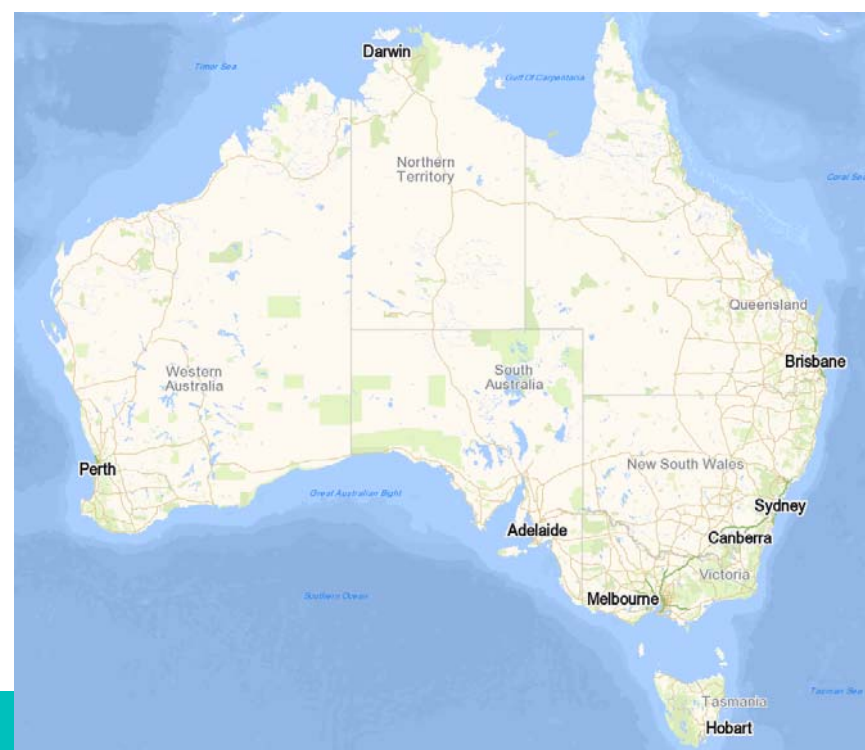 Darwin
Timor Sea
Gulf Of Carpentaria
Northern
Territory
Coral Sea
Queensland
Brisbane
Western
Australia
South
Australia
Perth
New South Wales
Great Australian Bight
Sydney
Adelaide
Canberra
Victoria
Melbourne
Southern Ocean
Tasman Sea
Tasmania
Hobart